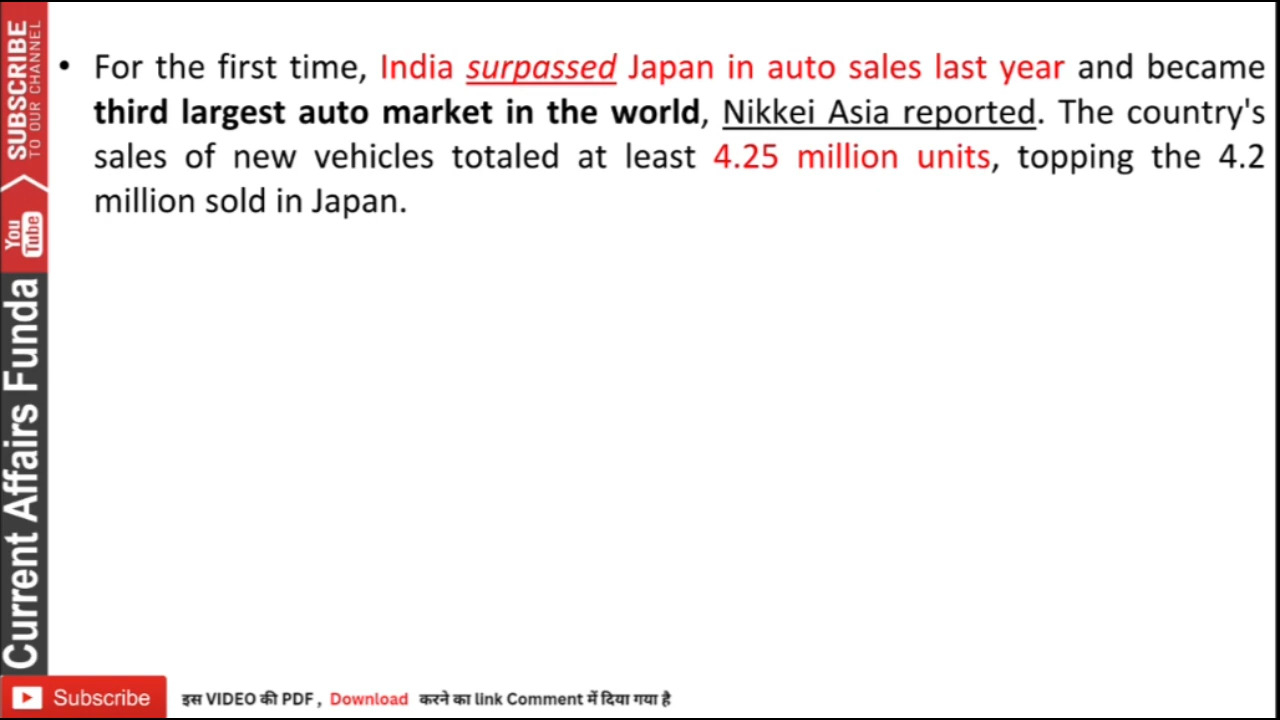 • For the first time, India surpassed Japan in auto sales last year and became
third largest auto market in the world, Nikkei Asia reported. The country's
sales of new vehicles totaled at least 4.25 million units, topping the 4.2
million sold in Japan.
SUBSCRIBE
TO OUR CHANNEL
You
Tube
Current Affairs Funda
Subscribe
इस VIDEO की PDF , Download करने का link Comment में दिया गया है